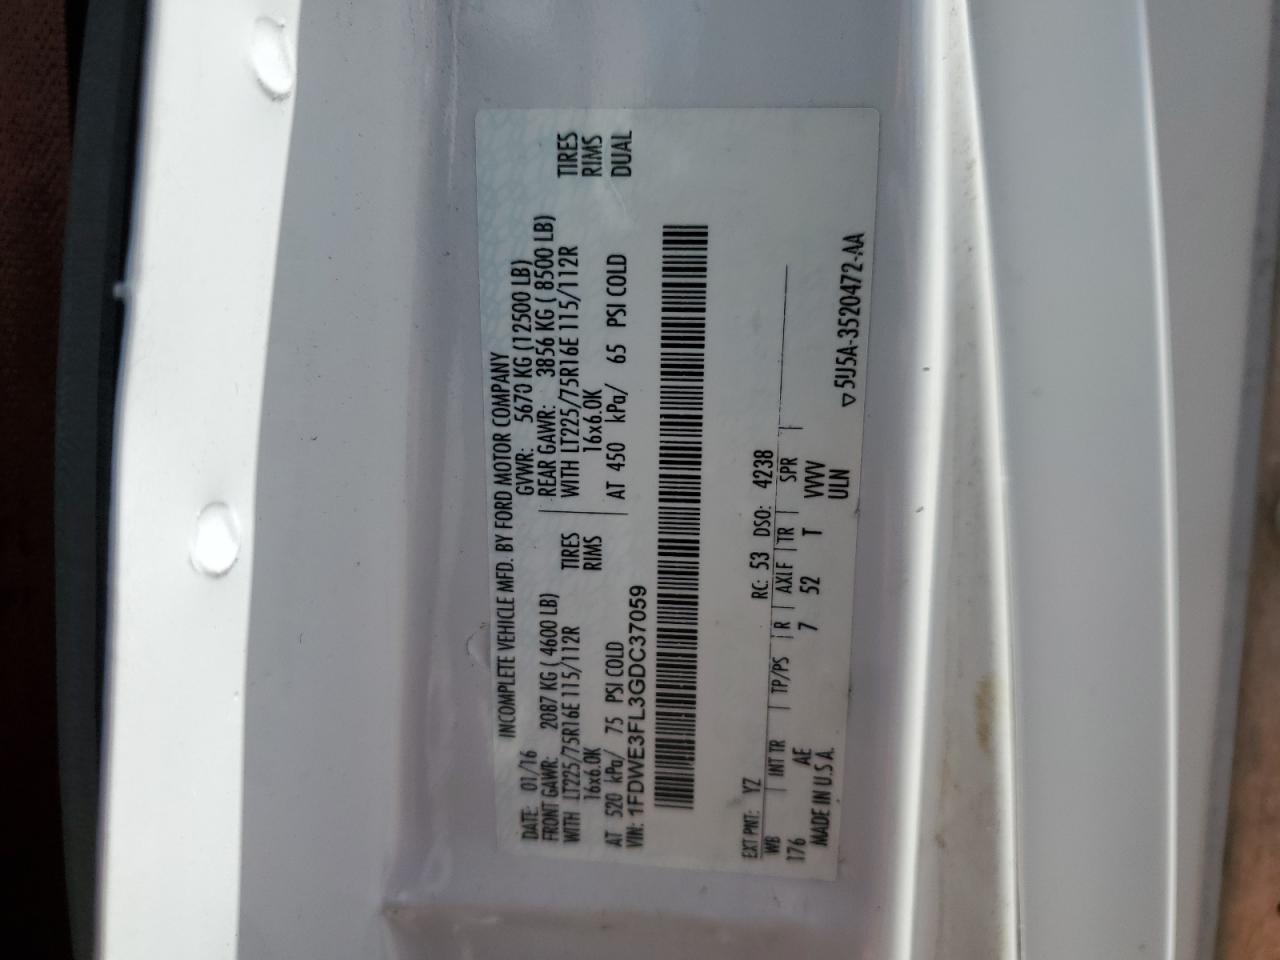 INCOMPLETE VEHICLE MFD. BY FORD MOTOR COMPANY
DATE: 01/16 GVWR: 5670 KG (12500 LB)
FRONT GAWR: 2087 KG (4600 LB) REAR GAWR: 3856 KG (8500 LB)
WITH LT225/75R16E 115/112R TIRES WITH LT225/75R16E 115/112R TIRES
16x6.0K RIMS 16x6.0K RIMS
AT 520 kPa/ 75 PSI COLD AT 450 kPa/ 65 PSI COLD DUAL
VIN: 1FDWE3FL3GDC37059
EXT PNT: YZ RC: 53 DSO: 4238
WB INT TR TP/PS R AXLE TR SPR
176 AE 7 52 T VVVV
MADE IN U.S.A. ULN
▽5U5A-3520472-AA